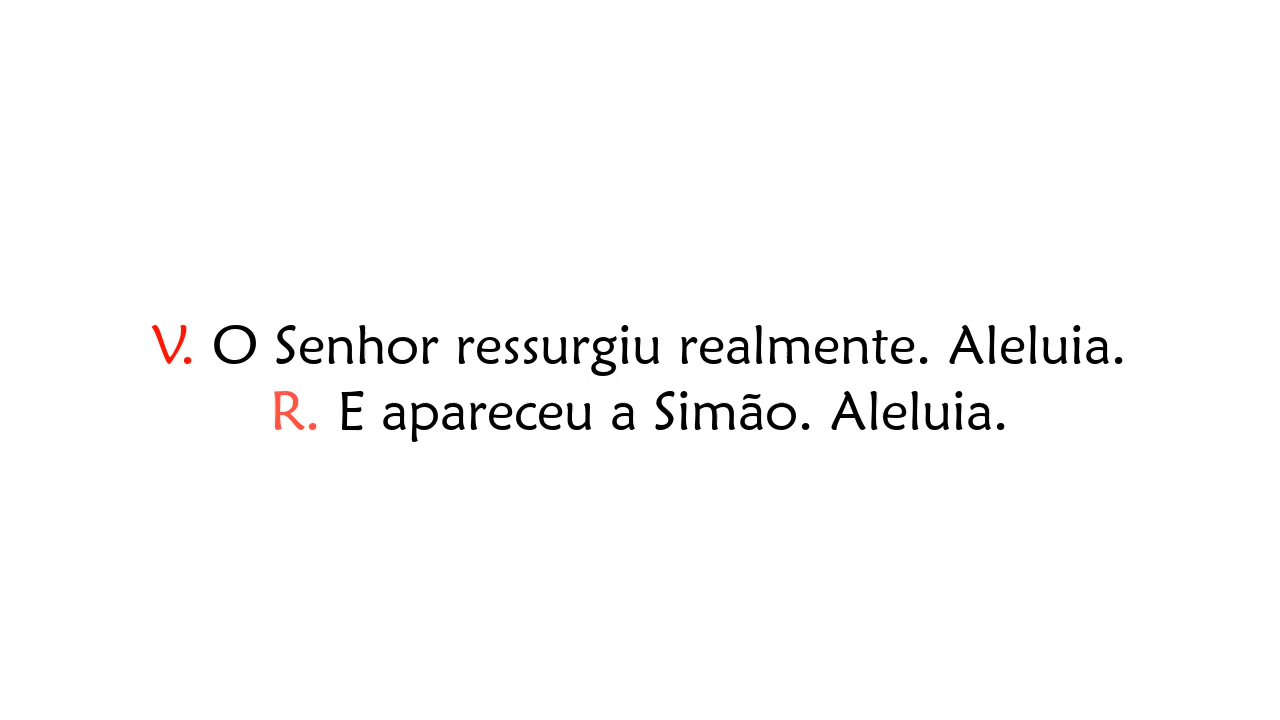 V. O Senhor ressurgiu realmente. Aleluia.
R. E apareceu a Simão. Aleluia.